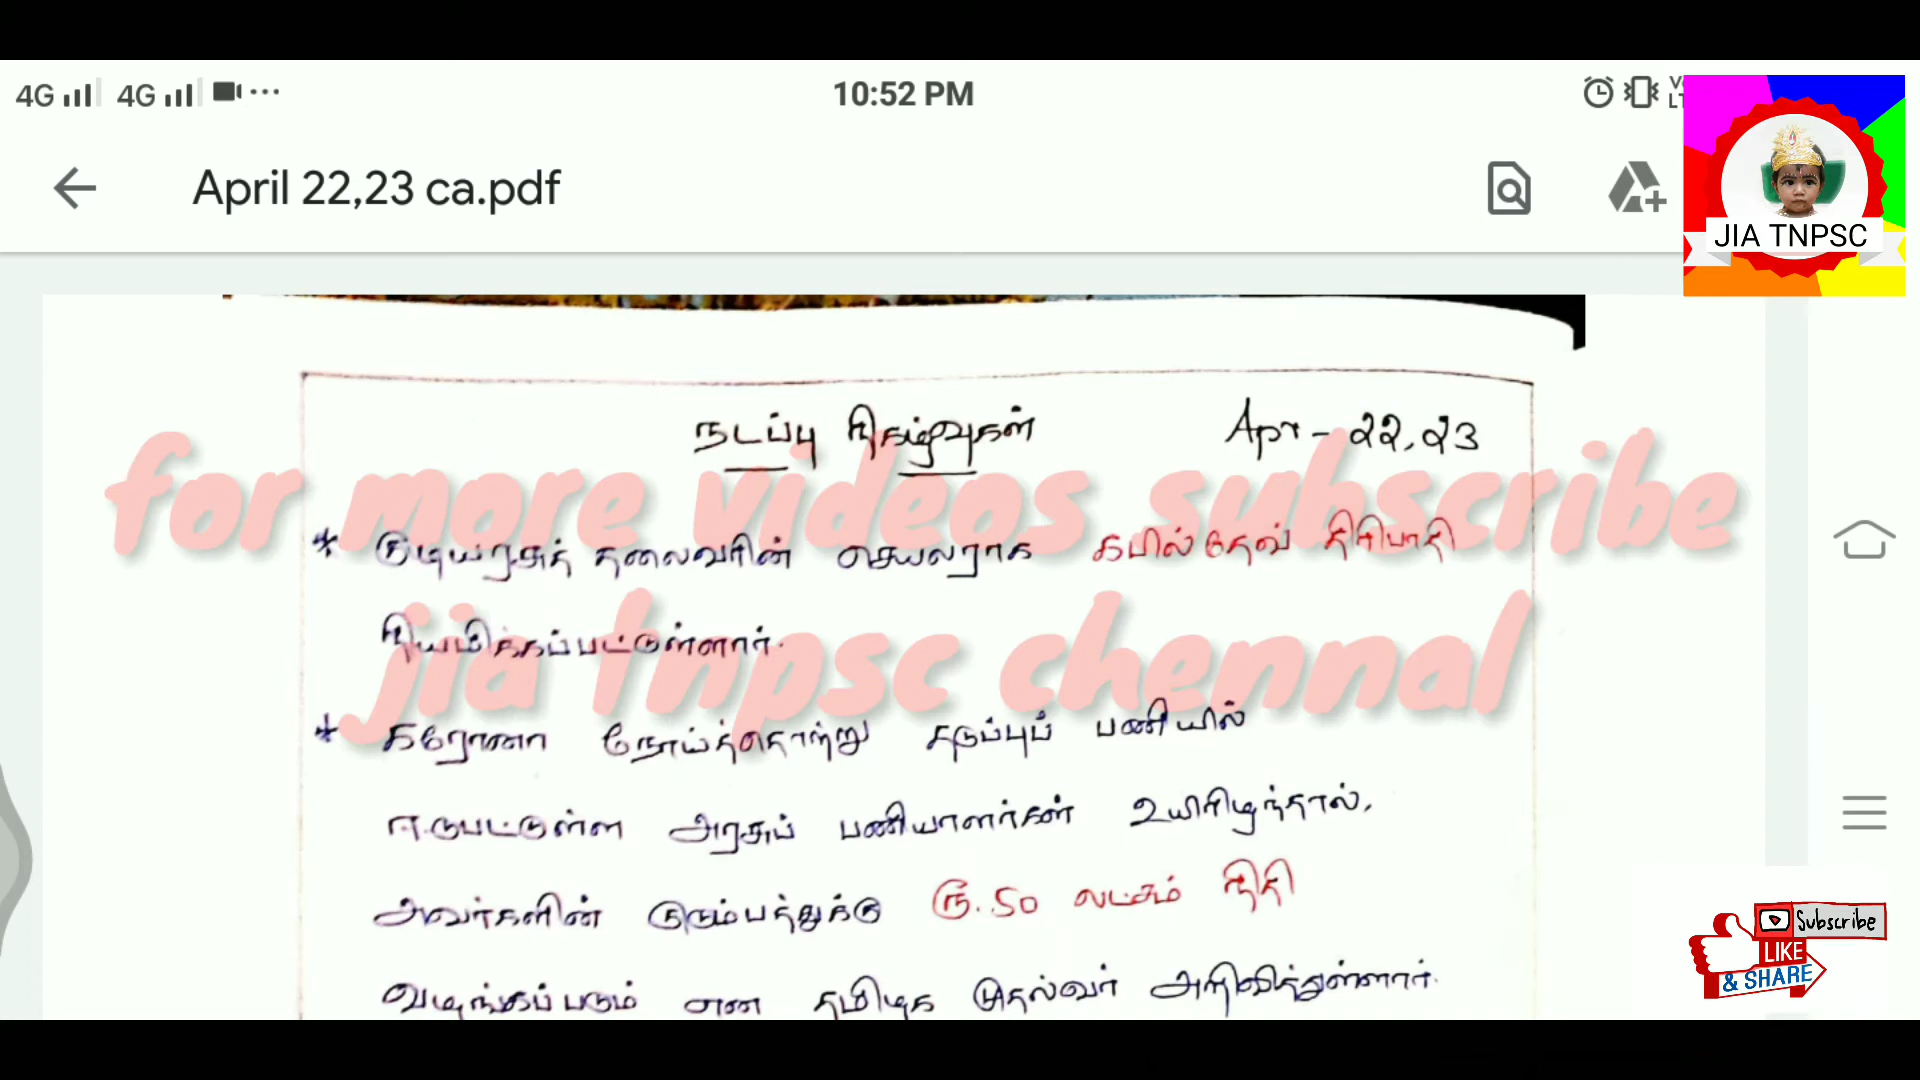 4G 4G 10:52 PM
April 22,23 ca.pdf
JIA TNPSC
நடப்பு நிகழ்வுகள் Apr - 22, 23
for more videos subscribe
* குடியரசுத் தலைவரின் செயலராக கபில்தேவ் திரிபாதி
நியமிக்கப்பட்டுள்ளார்.
jia tnpsc chennal
* கரோனா நோய்த்தொற்று தடுப்புப் பணியில்
ஈடுபட்டுள்ள அரசுப் பணியாளர்கள் உயிரிழந்தால்,
அவர்களின் குடும்பத்துக்கு ரூ.50 லட்சம் நிதி
வழங்கப்படும் என தமிழக முதல்வர் அறிவித்துள்ளார்.
Subscribe
LIKE
& SHARE